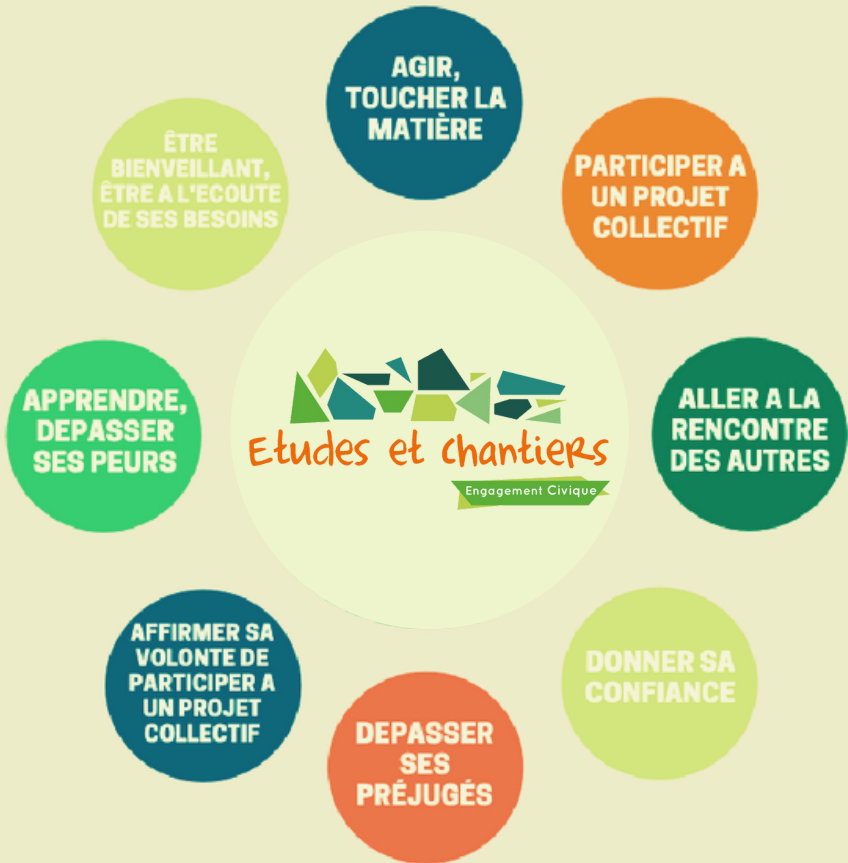 AGIR,
TOUCHER LA
MATIÈRE
PARTICIPER A
UN PROJET
COLLECTIF
ALLER A LA
RENCONTRE
DES AUTRES
DONNER SA
CONFIANCE
DEPASSER
SES
PRÉJUGÉS
AFFIRMER SA
VOLONTE DE
PARTICIPER A
UN PROJET
COLLECTIF
APPRENDRE,
DEPASSER
SES PEURS
ÊTRE
BIENVEILLANT,
ÊTRE A L'ECOUTE
DE SES BESOINS
Etudes et chantiers
Engagement Civique